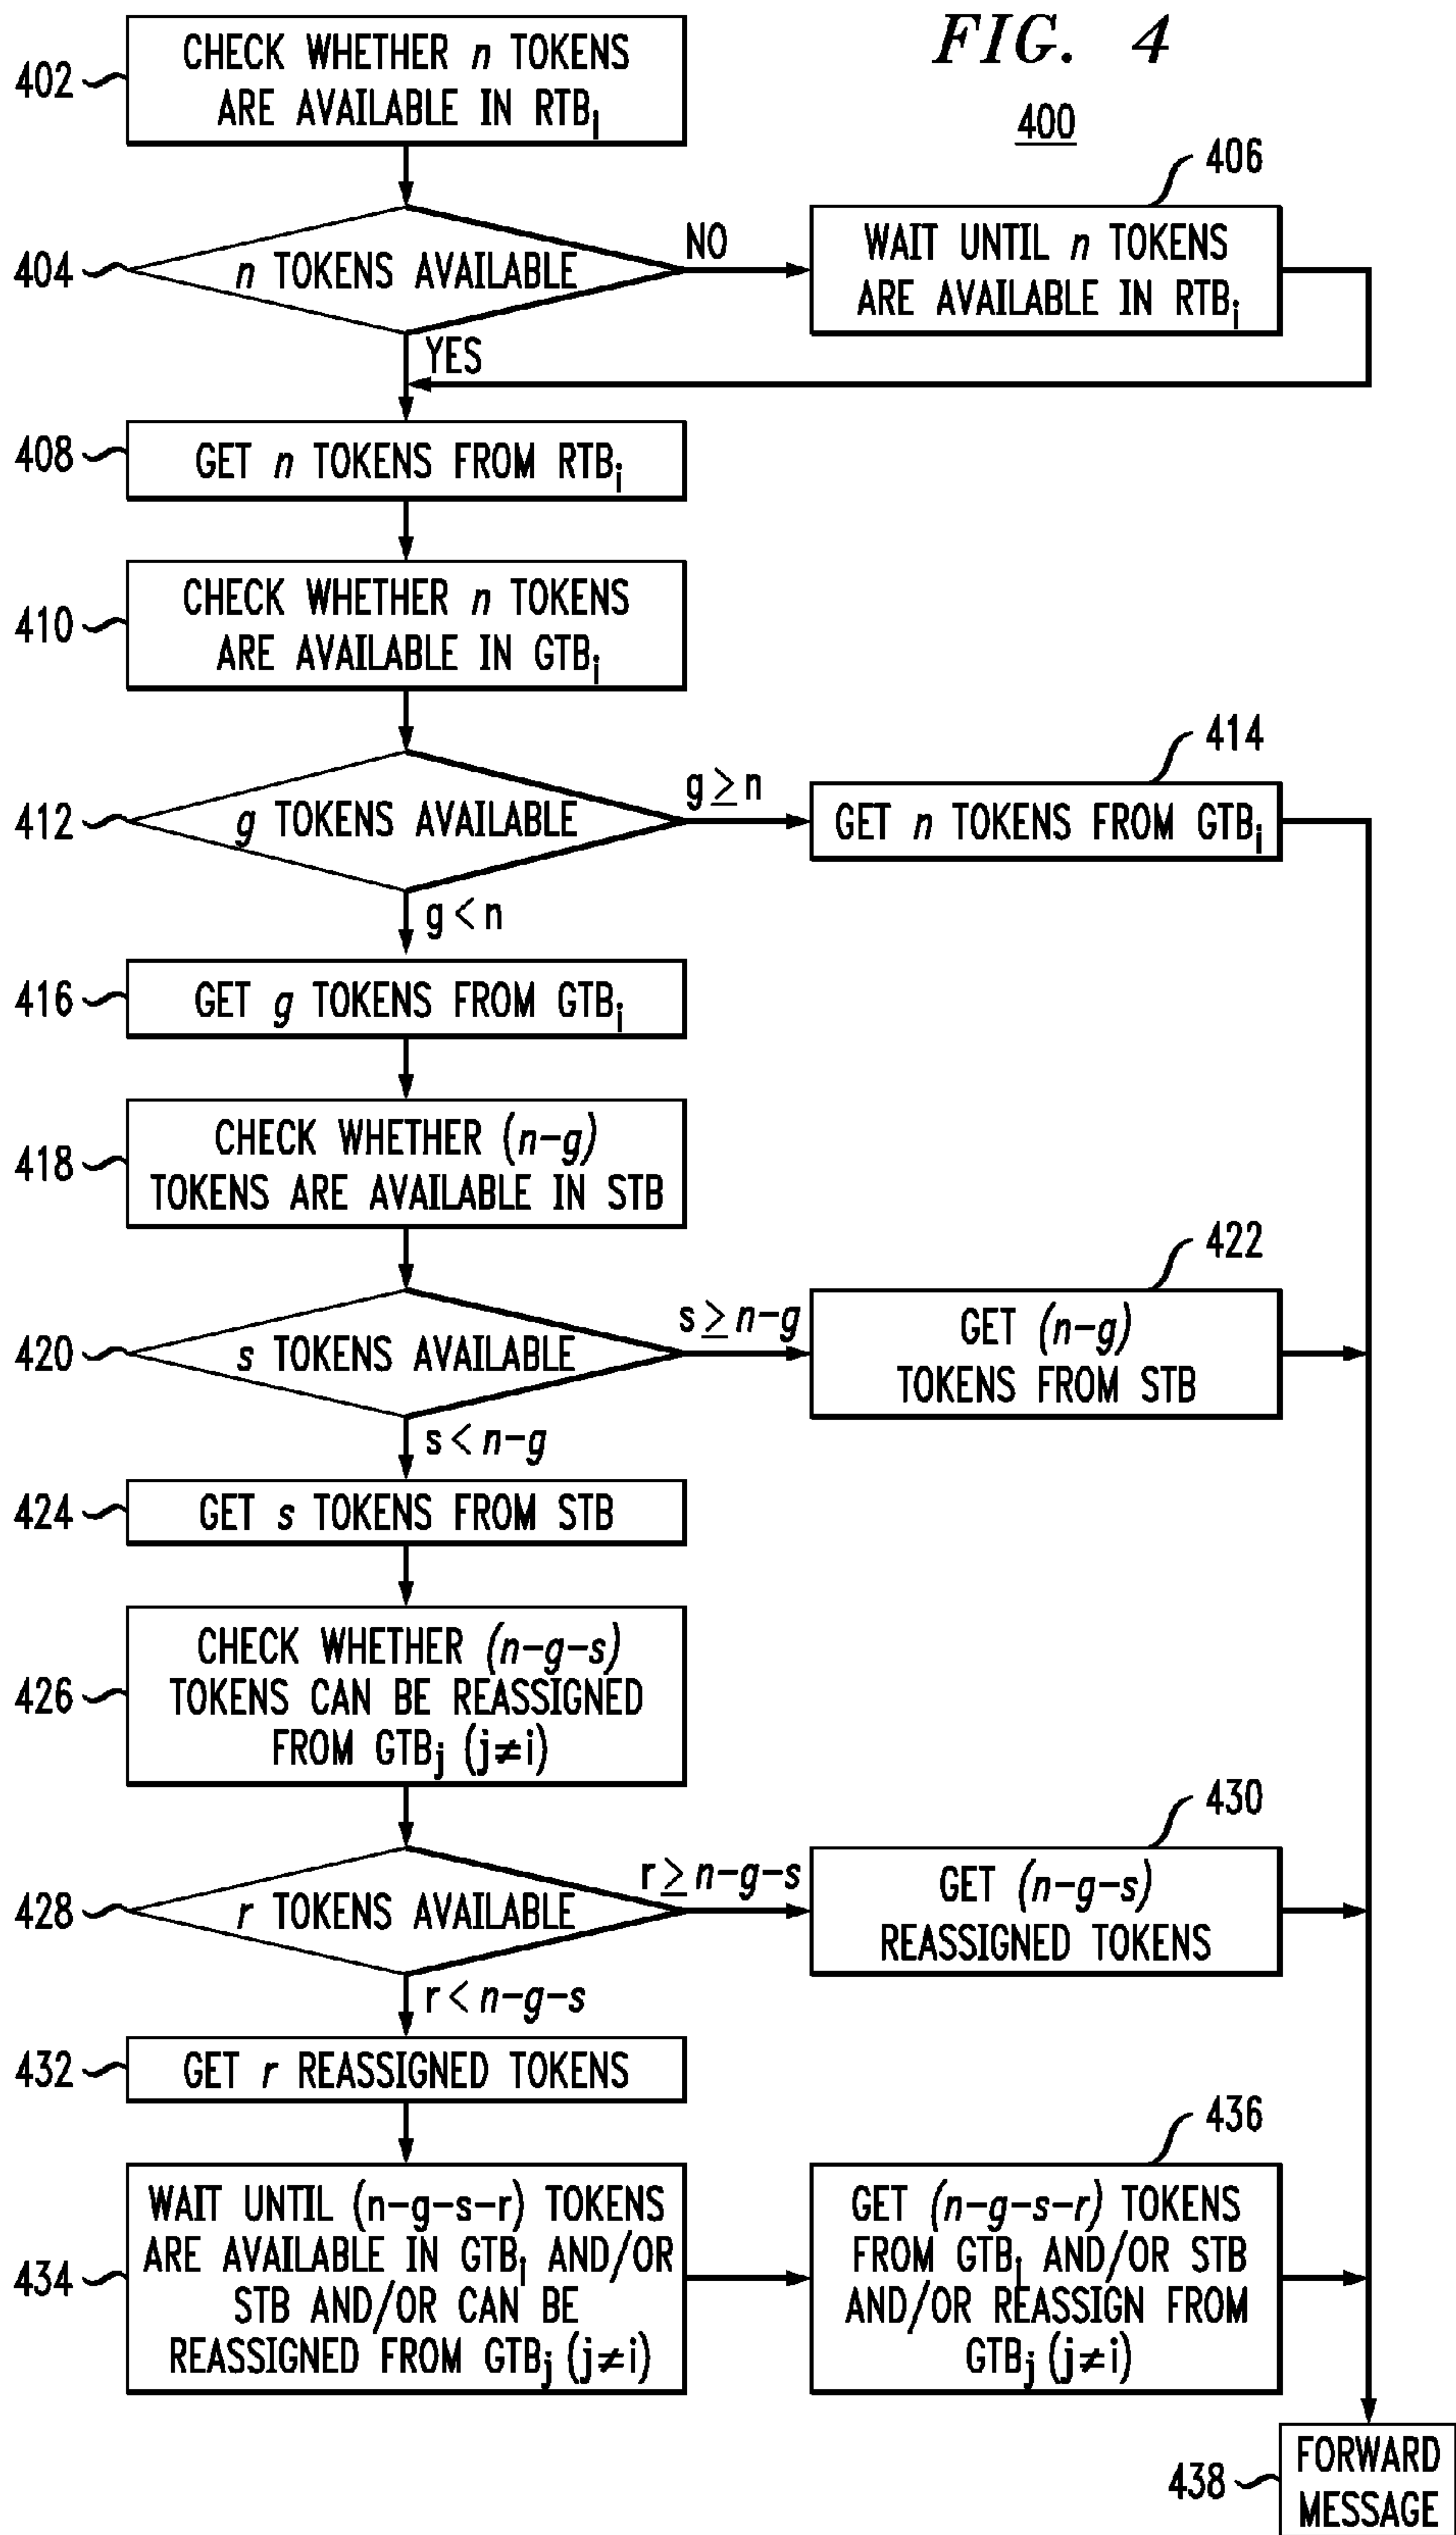 FIG. 4
400
402
CHECK WHETHER n TOKENS
ARE AVAILABLE IN RTBi
404
n TOKENS AVAILABLE
NO
406
WAIT UNTIL n TOKENS
ARE AVAILABLE IN RTBi
YES
408
GET n TOKENS FROM RTBi
410
CHECK WHETHER n TOKENS
ARE AVAILABLE IN GTBi
412
g TOKENS AVAILABLE
g ≥ n
414
GET n TOKENS FROM GTBi
g < n
416
GET g TOKENS FROM GTBi
418
CHECK WHETHER (n-g)
TOKENS ARE AVAILABLE IN STB
420
s TOKENS AVAILABLE
s ≥ n-g
422
GET (n-g)
TOKENS FROM STB
s < n-g
424
GET s TOKENS FROM STB
426
CHECK WHETHER (n-g-s)
TOKENS CAN BE REASSIGNED
FROM GTBj (j≠i)
428
r TOKENS AVAILABLE
r ≥ n-g-s
430
GET (n-g-s)
REASSIGNED TOKENS
r < n-g-s
432
GET r REASSIGNED TOKENS
434
WAIT UNTIL (n-g-s-r) TOKENS
ARE AVAILABLE IN GTBi AND/OR
STB AND/OR CAN BE
REASSIGNED FROM GTBj (j≠i)
436
GET (n-g-s-r) TOKENS
FROM GTBi AND/OR STB
AND/OR REASSIGN FROM
GTBj (j≠i)
438
FORWARD
MESSAGE